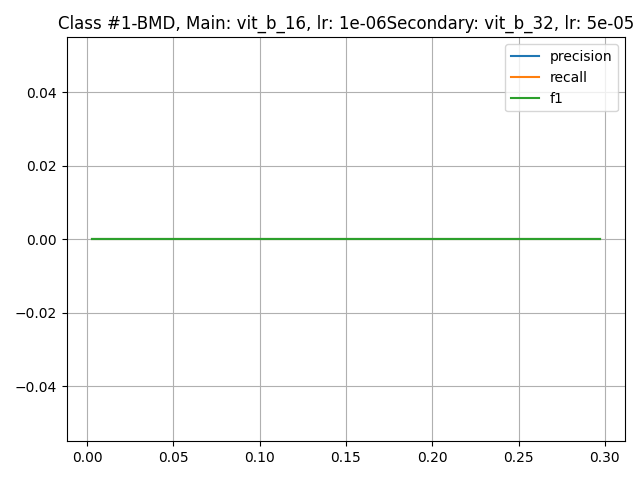 Class #1-BMD, Main: vit_b_16, lr: 1e-06Secondary: vit_b_32, lr: 5e-05
precision
recall
f1
0.04
0.02
0.00
−0.02
−0.04
0.00 0.05 0.10 0.15 0.20 0.25 0.30